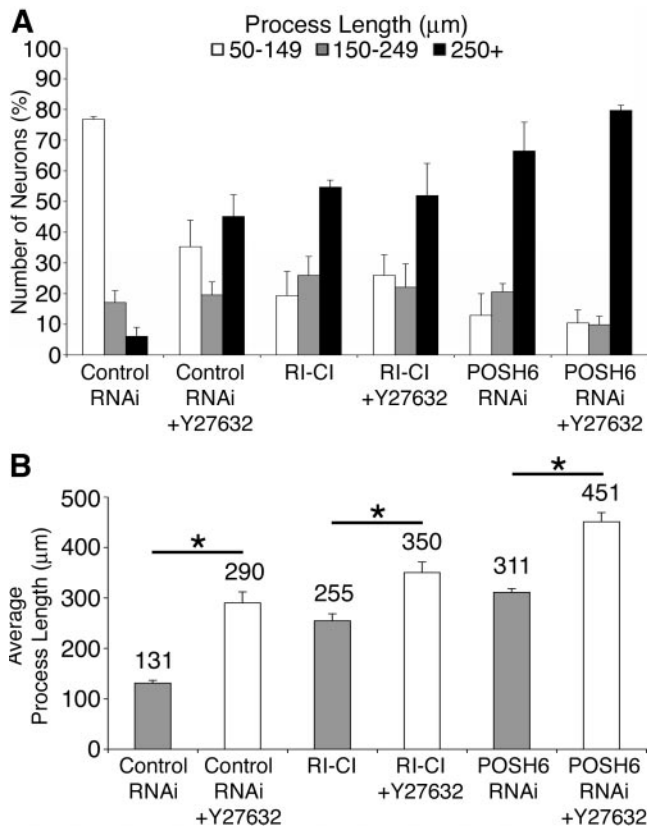 A
Process Length (μm)
50-149 150-249 250+
Number of Neurons (%)
100
90
80
70
60
50
40
30
20
10
0
Control RNAi
Control RNAi +Y27632
RI-CI
RI-CI +Y27632
POSH6 RNAi
POSH6 RNAi +Y27632
B
Average Process Length (μm)
500
400
300
200
100
0
131
*
290
255
*
350
311
*
451
Control RNAi
Control RNAi +Y27632
RI-CI
RI-CI +Y27632
POSH6 RNAi
POSH6 RNAi +Y27632